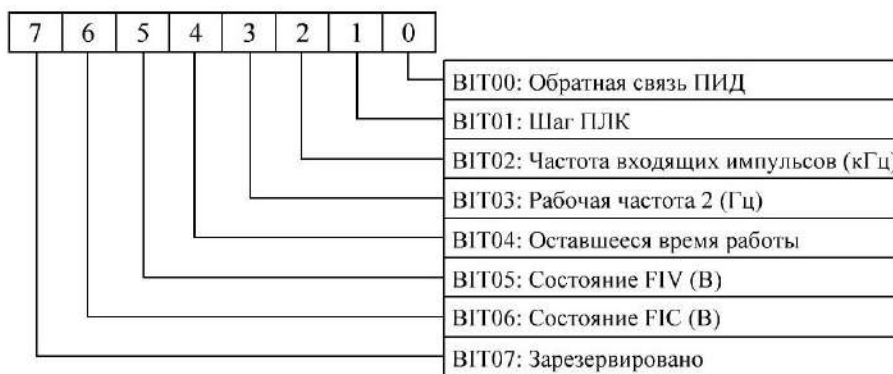 7 6 5 4 3 2 1 0
BIT00: Обратная связь ПИД
BIT01: Шаг ПЛК
BIT02: Частота входящих импульсов (кГц)
BIT03: Рабочая частота 2 (Гц)
BIT04: Оставшееся время работы
BIT05: Состояние FIV (В)
BIT06: Состояние FIC (В)
BIT07: Зарезервировано